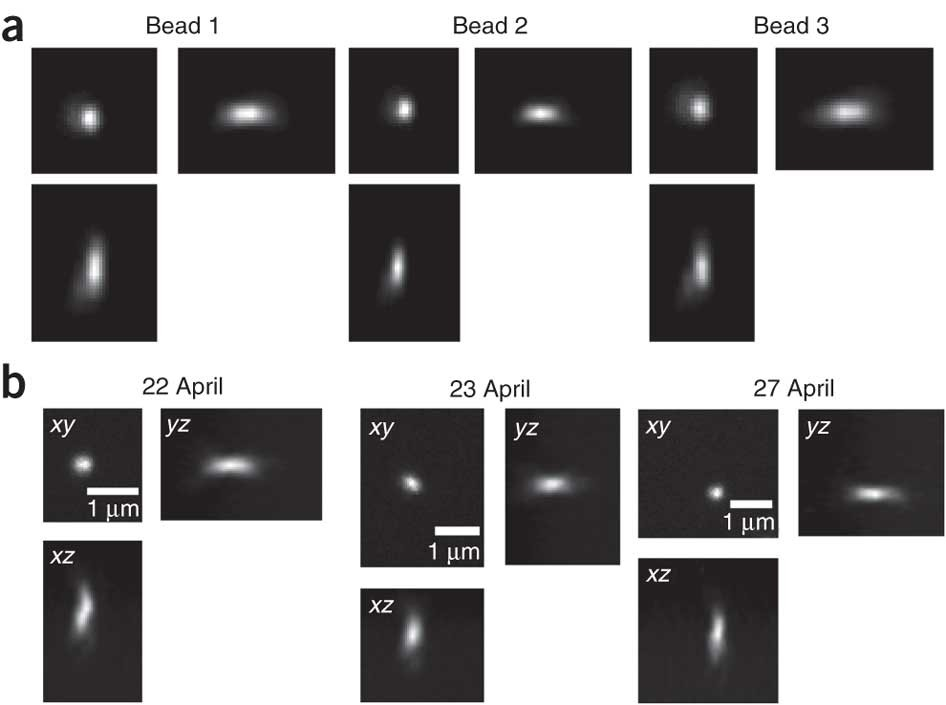 a
Bead 1
Bead 2
Bead 3
b
22 April
23 April
27 April
xy
yz
1 μm
xz
xy
yz
1 μm
xz
xy
yz
1 μm
xz